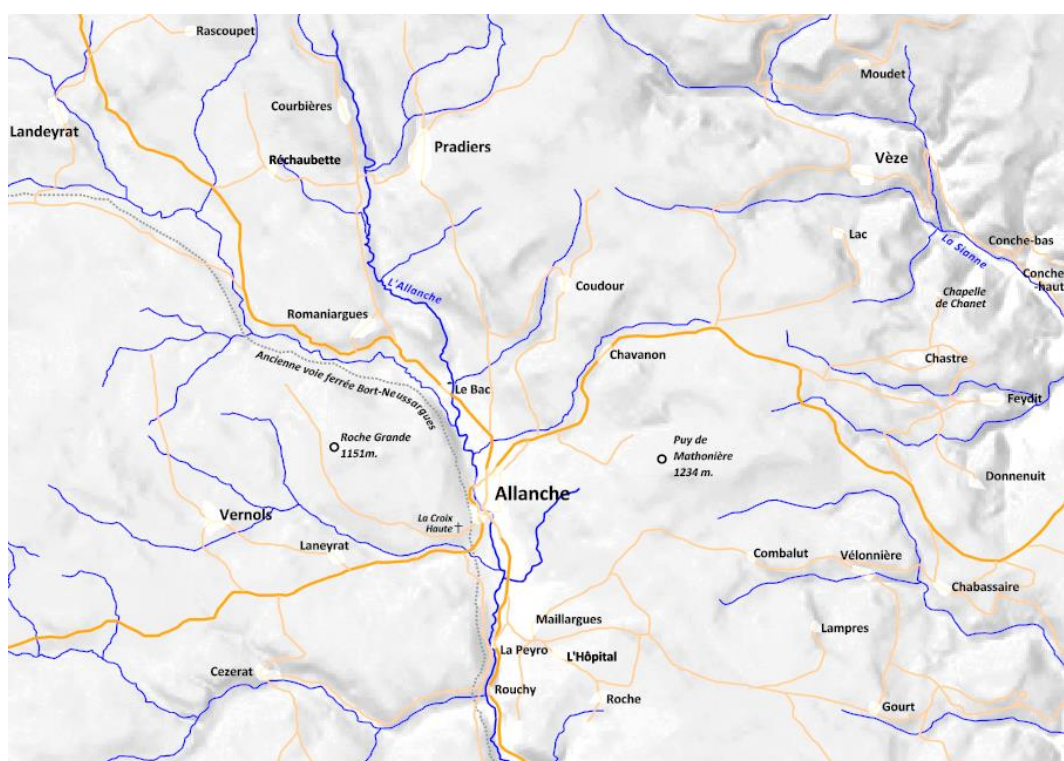 Rascoupet
Moudet
Courbières
Landeyrat
Pradiers
Réchaubette
Vèze
Lac
La Sianne
Conche-bas
Conche
-haut
L'Allanche
Coudour
Chapelle
de Chanet
Romaniargues
Chavanon
Chastre
Ancienne voie ferrée Bort-Neussargues
Le Bac
Feydit
Roche Grande
1151m.
Puy de
Mathonière
1234 m.
Donnenuit
Allanche
Vernols
La Croix
Haute
Laneyrat
Combalut
Vélonnière
Chabassaire
Maillargues
Lampres
La Peyro
L'Hôpital
Cezerat
Rouchy
Roche
Gourt